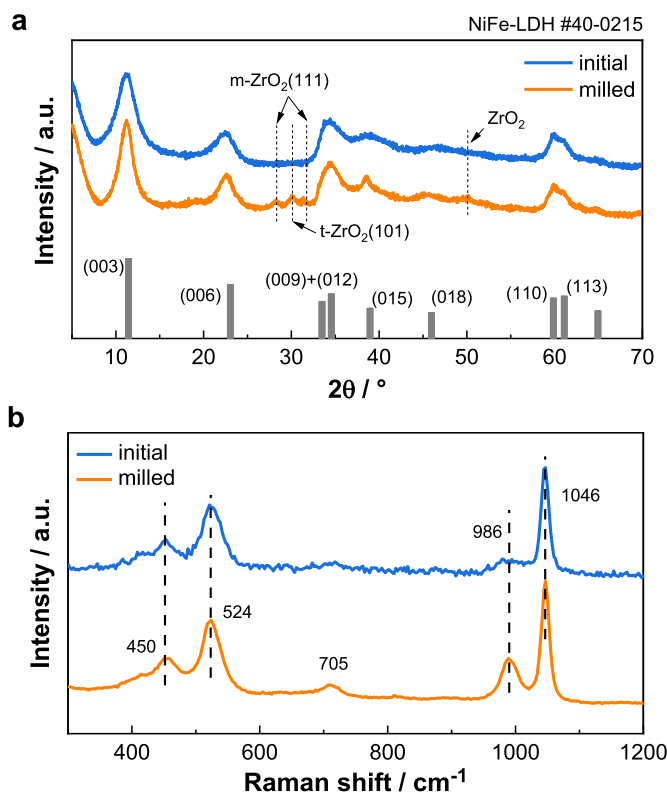 a
NiFe-LDH #40-0215
initial
milled
m-ZrO₂(111)
ZrO₂
t-ZrO₂(101)
(003)
(006)
(009)+(012)
(015)
(018)
(110)
(113)
Intensity / a.u.
10 20 30 40 50 60 70
2θ / °
b
initial
milled
1046
986
524
450
705
Intensity / a.u.
400 600 800 1000 1200
Raman shift / cm⁻¹